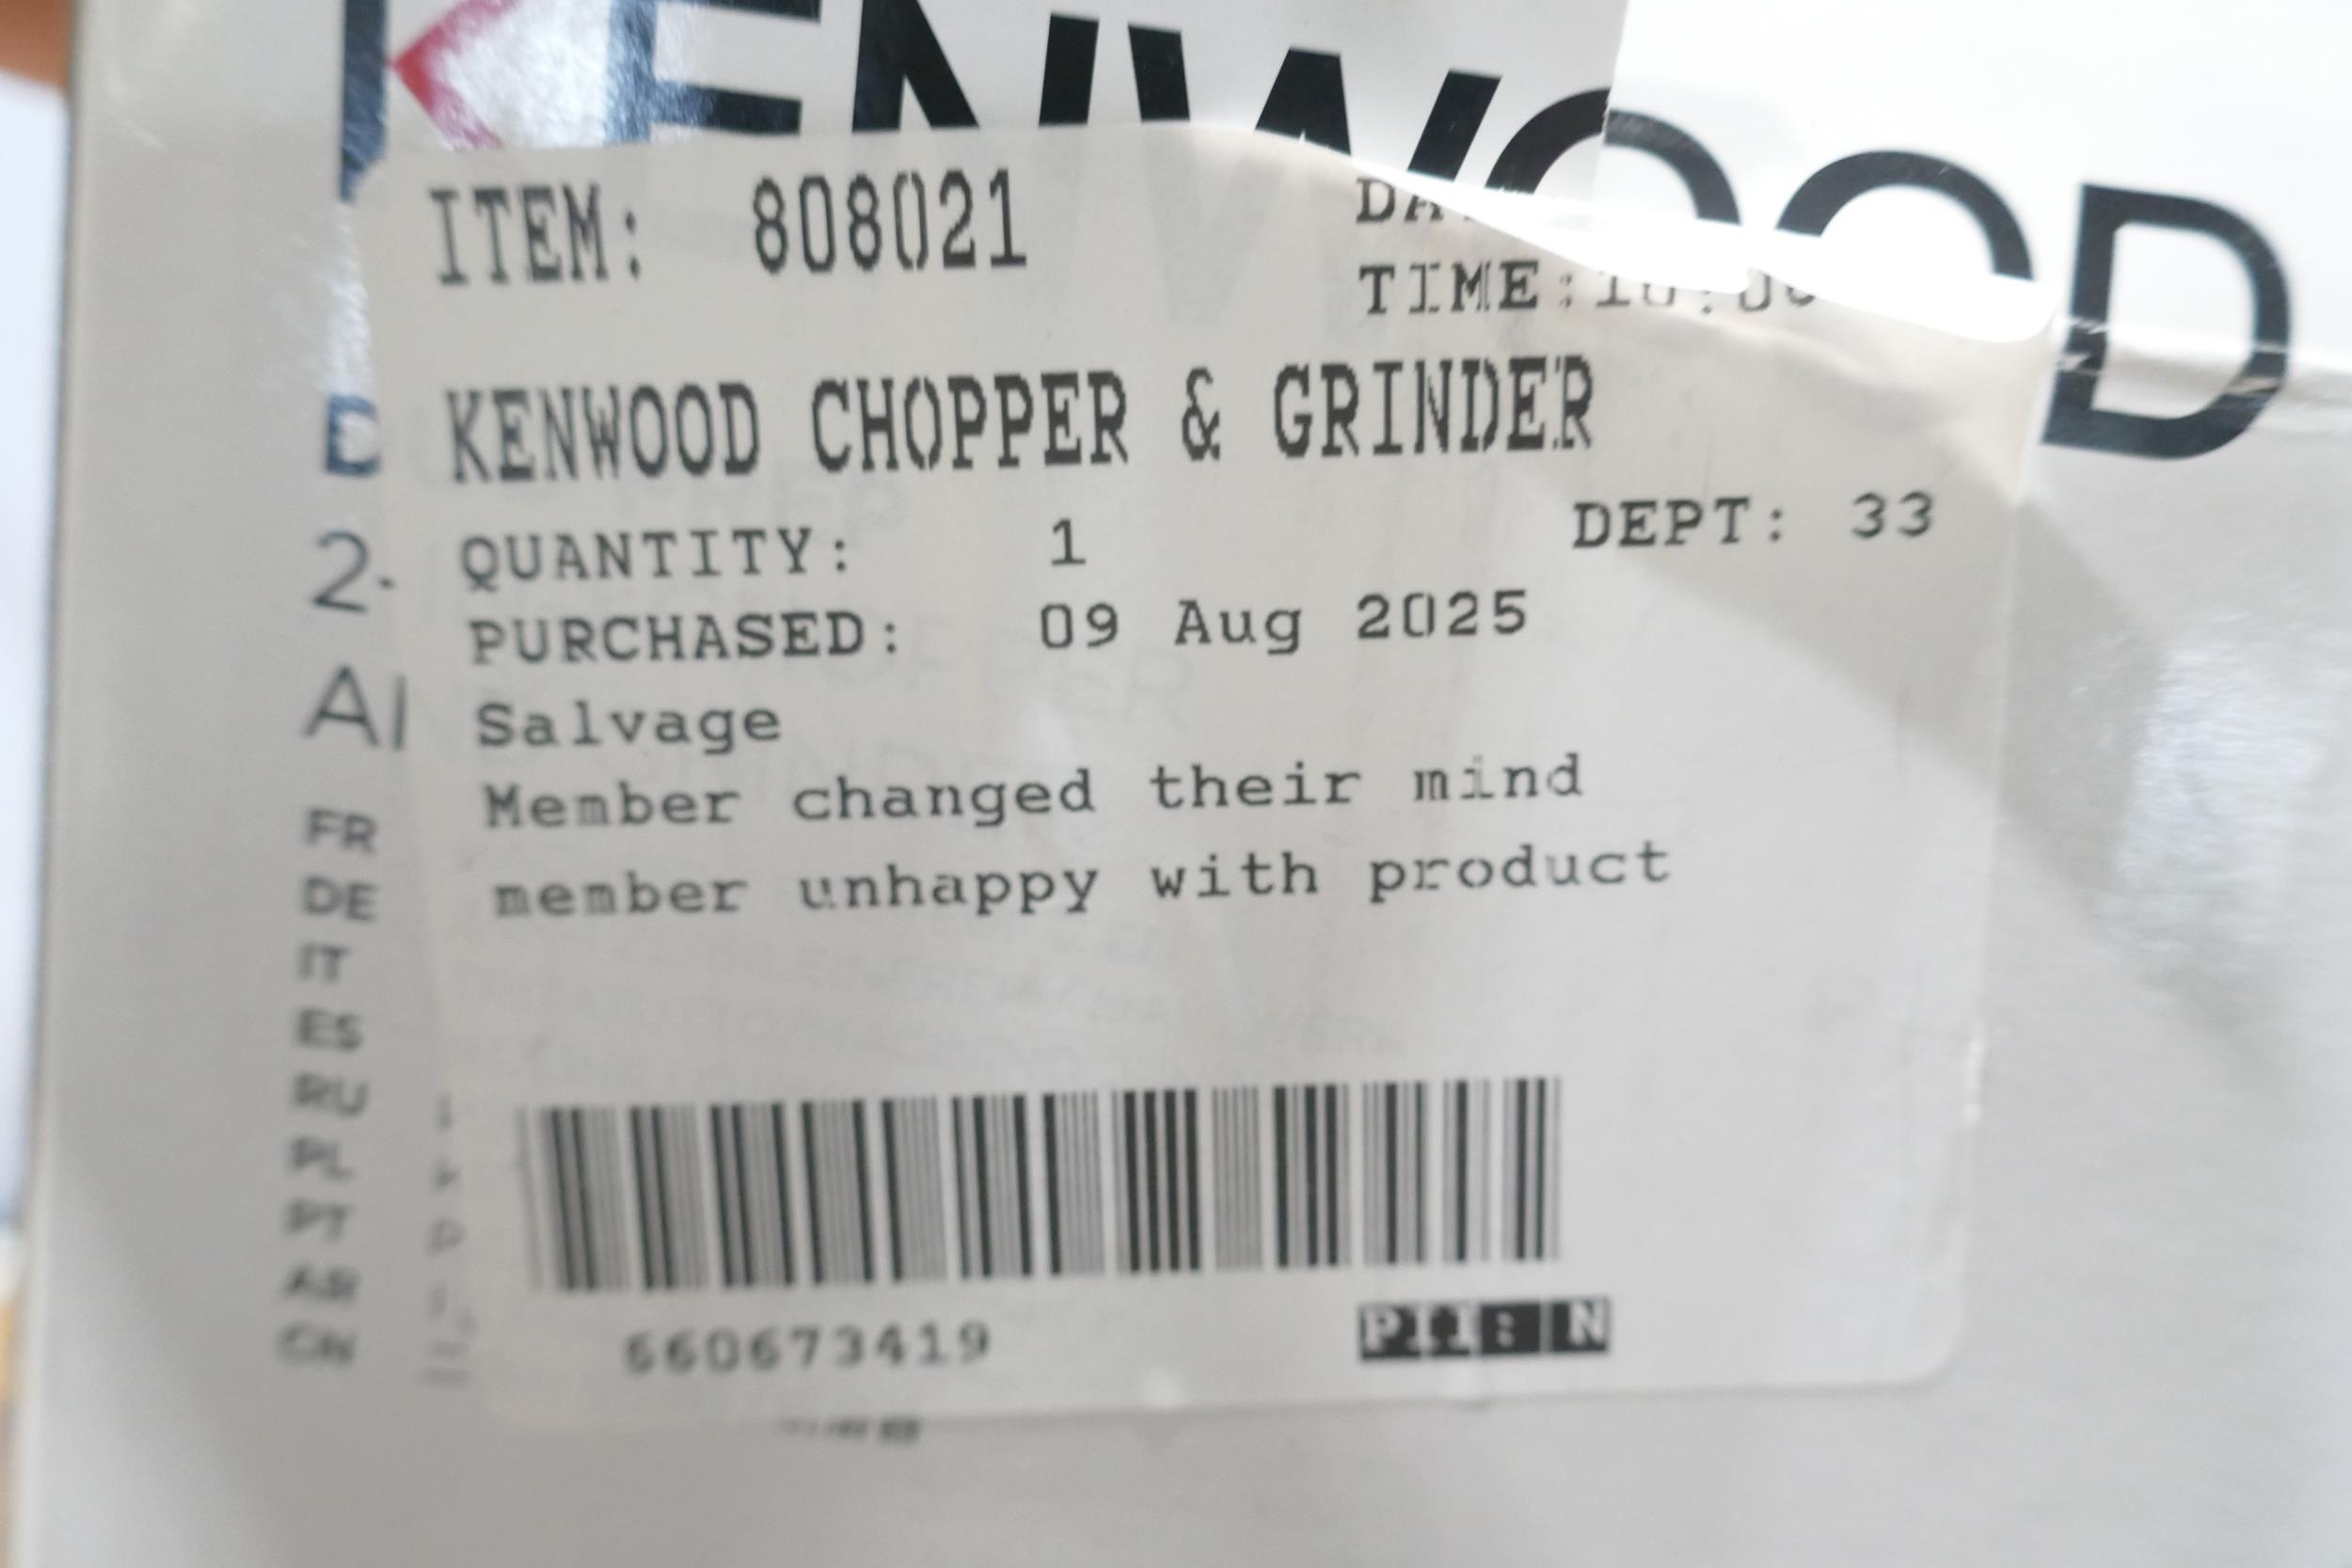 KENWOOD
ITEM: 808021
TIME:
KENWOOD CHOPPER & GRINDER
QUANTITY: 1 DEPT: 33
PURCHASED: 09 Aug 2025
Salvage
Member changed their mind
member unhappy with product
FR
DE
IT
ES
RU
PL
PT
AR
CN
660673419
PII: N